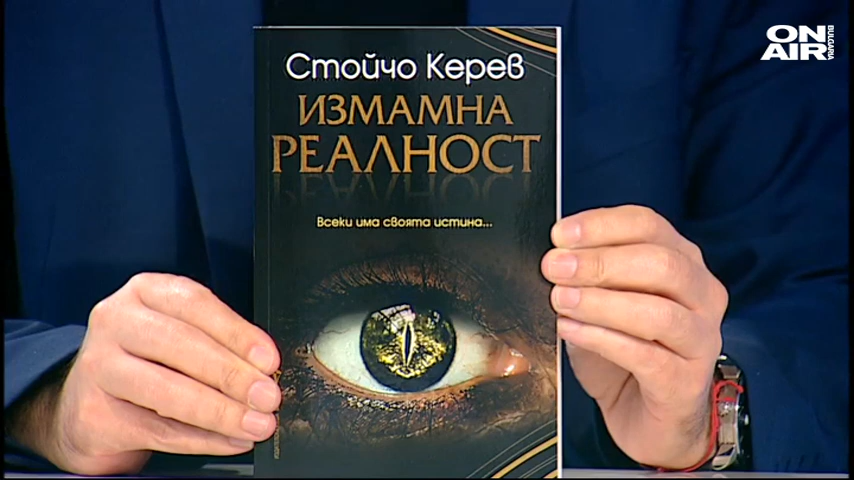 Стойчо Керев
ИЗМАМНА
РЕАЛНОСТ
Всеки има своята истина...
ON
AIR
BULGARIA